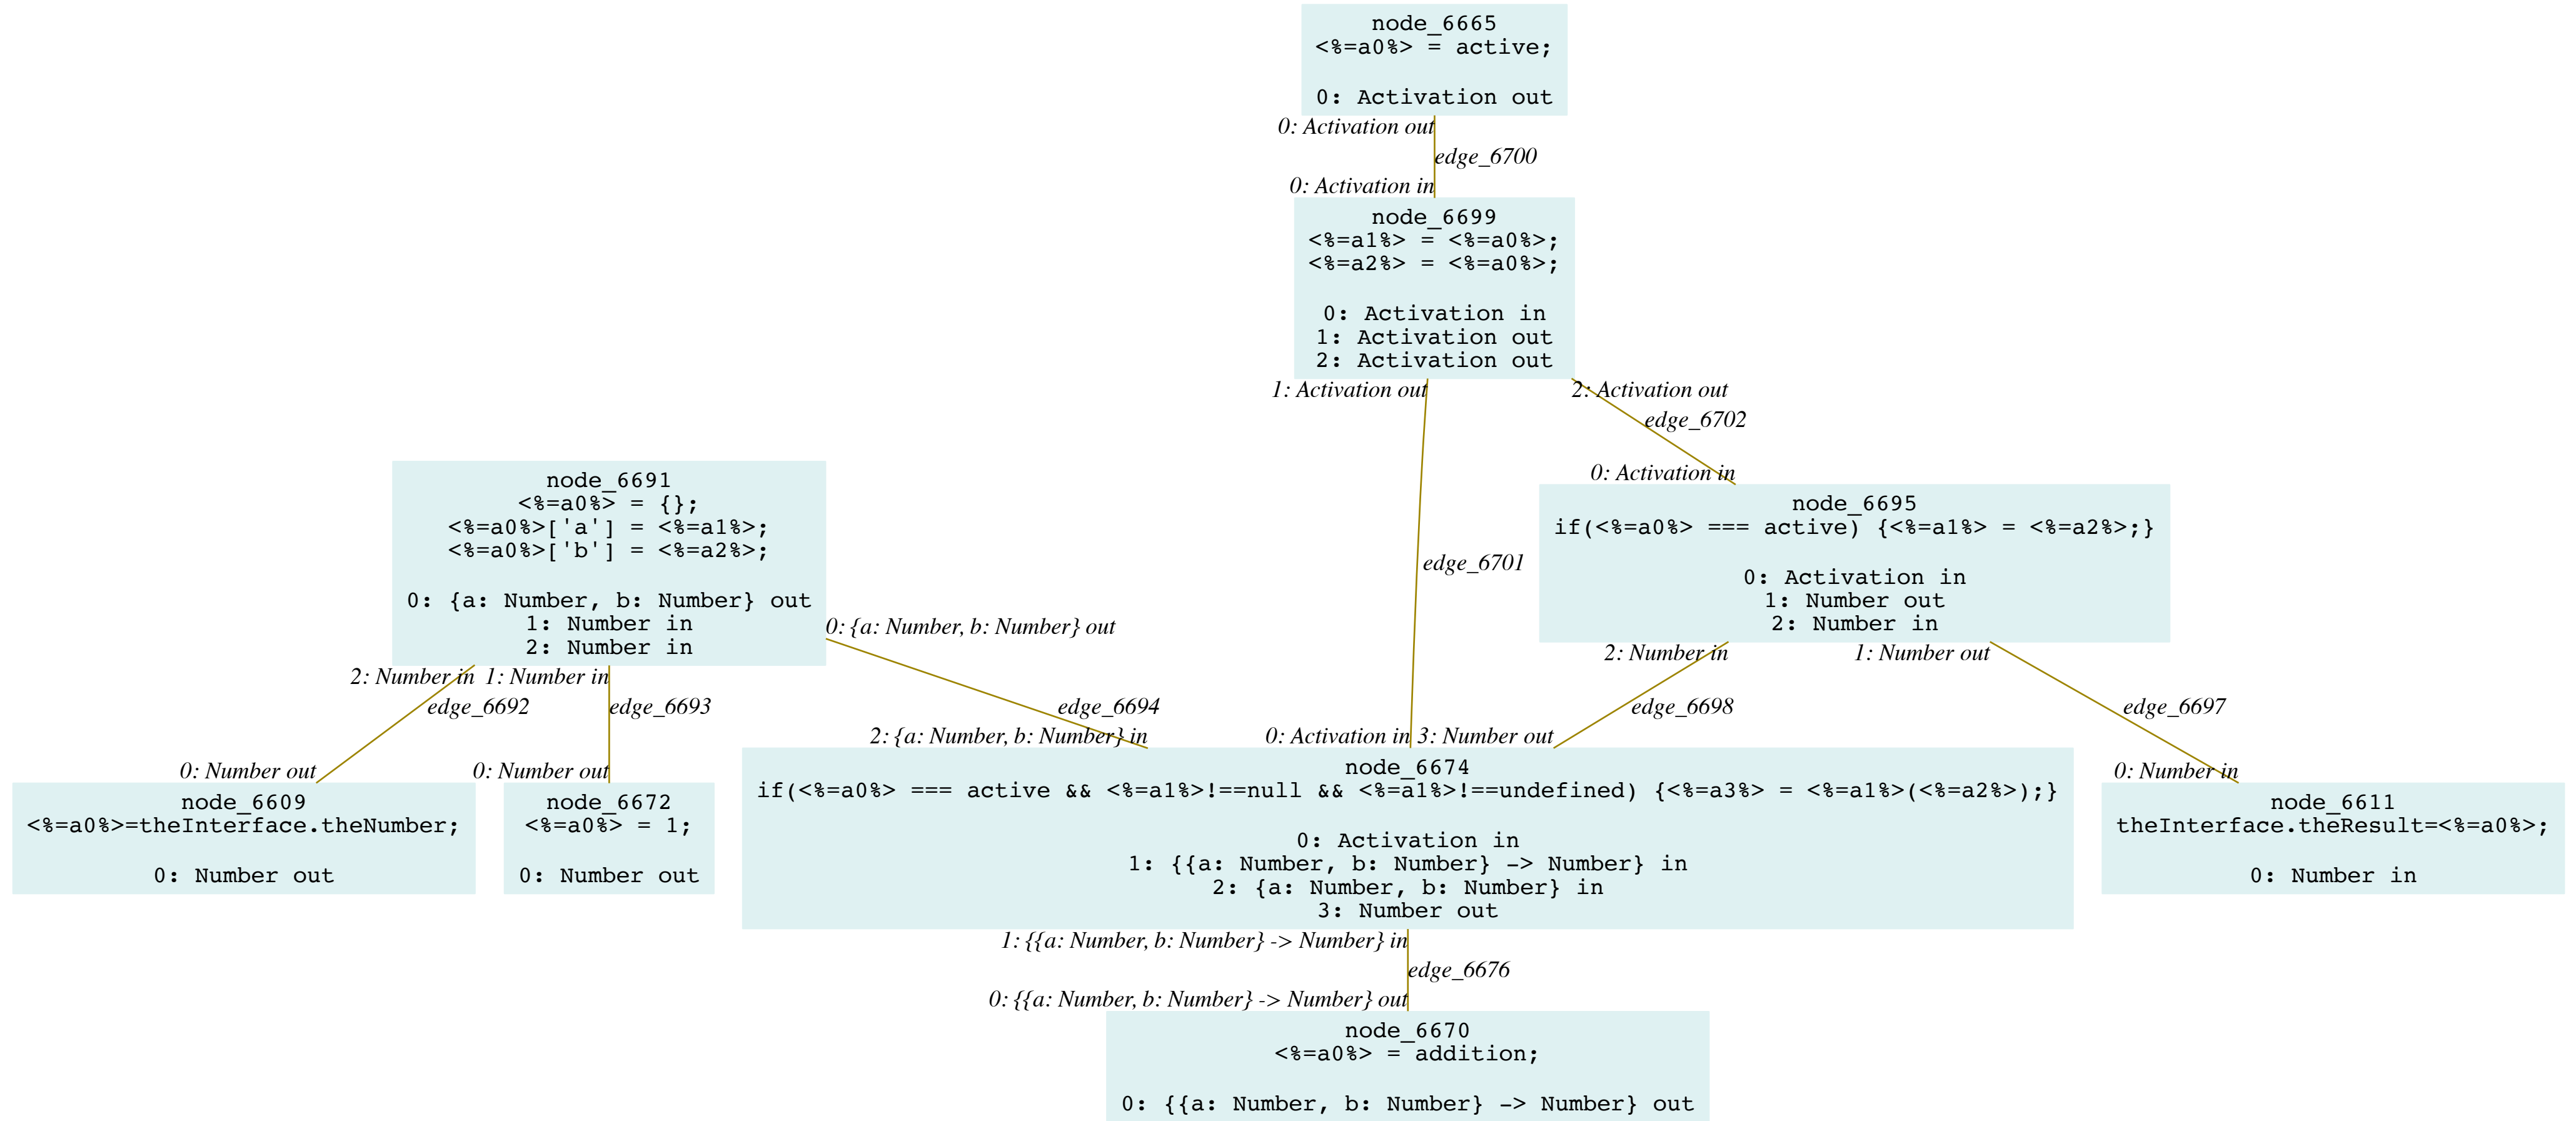 node_6665
<%=a0%> = active;
0: Activation out
0: Activation out
edge_6700
0: Activation in
node_6699
<%=a1%> = <%=a0%>;
<%=a2%> = <%=a0%>;
0: Activation in
1: Activation out
2: Activation out
1: Activation out
2: Activation out
edge_6702
0: Activation in
node_6691
<%=a0%> = {};
<%=a0%>['a'] = <%=a1%>;
<%=a0%>['b'] = <%=a2%>;
0: {a: Number, b: Number} out
1: Number in
2: Number in
edge_6701
node_6695
if(<%=a0%> === active) {<%=a1%> = <%=a2%>;}
0: Activation in
1: Number out
2: Number in
0: {a: Number, b: Number} out
2: Number in
1: Number in
2: Number in
1: Number out
edge_6692
edge_6693
edge_6694
edge_6698
edge_6697
0: Number out
0: Number out
2: {a: Number, b: Number} in
0: Activation in
3: Number out
0: Number in
node_6609
<%=a0%>=theInterface.theNumber;
0: Number out
node_6672
<%=a0%> = 1;
0: Number out
node_6674
if(<%=a0%> === active && <%=a1%>!==null && <%=a1%>!==undefined) {<%=a3%> = <%=a1%>(<%=a2%>);}
0: Activation in
1: {{a: Number, b: Number} -> Number} in
2: {a: Number, b: Number} in
3: Number out
node_6611
theInterface.theResult=<%=a0%>;
0: Number in
1: {{a: Number, b: Number} -> Number} in
edge_6676
0: {{a: Number, b: Number} -> Number} out
node_6670
<%=a0%> = addition;
0: {{a: Number, b: Number} -> Number} out